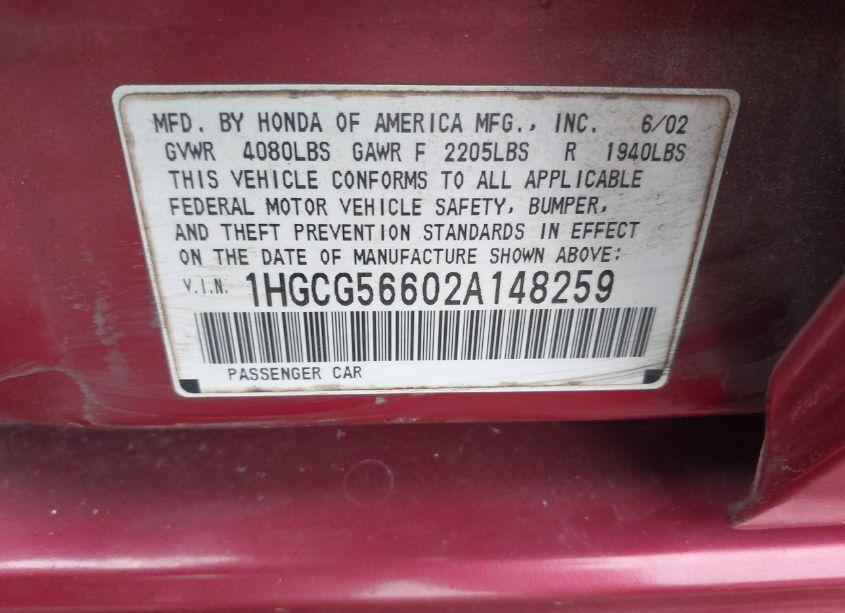 MFD. BY HONDA OF AMERICA MFG., INC. 6/02
GVWR 4080LBS GAWR F 2205LBS R 1940LBS
THIS VEHICLE CONFORMS TO ALL APPLICABLE
FEDERAL MOTOR VEHICLE SAFETY, BUMPER,
AND THEFT PREVENTION STANDARDS IN EFFECT
ON THE DATE OF MANUFACTURE SHOWN ABOVE:
V.I.N. 1HGCG56602A148259
PASSENGER CAR